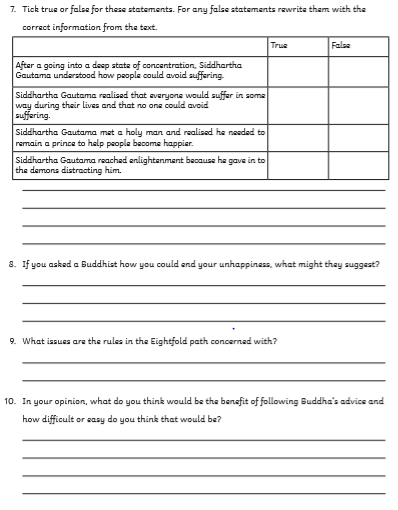 7. Tick true or false for these statements. For any false statements rewrite them with the
correct information from the text.
True False
After a going into a deep state of concentration, Siddhartha
Gautama understood how people could avoid suffering.
Siddhartha Gautama realised that everyone would suffer in some
way during their lives and that no one could avoid
suffering.
Siddhartha Gautama met a holy man and realised he needed to
remain a prince to help people become happier.
Siddhartha Gautama reached enlightenment because he gave in to
the demons distracting him.
8. If you asked a Buddhist how you could end your unhappiness, what might they suggest?
9. What issues are the rules in the Eightfold path concerned with?
10. In your opinion, what do you think would be the benefit of following Buddha's advice and
how difficult or easy do you think that would be?